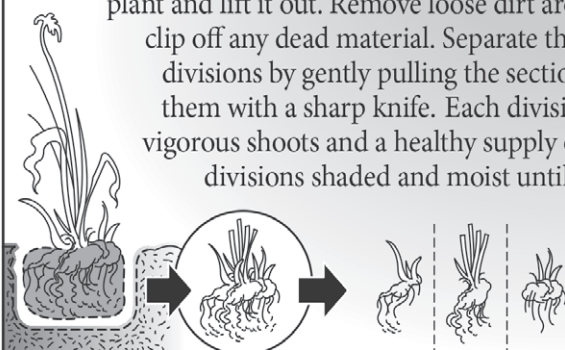 plant and lift it out. Remove loose dirt
clip off any dead material. Separate
divisions by gently pulling the
them with a sharp knife. Each
vigorous shoots and a healthy supply
divisions shaded and moist